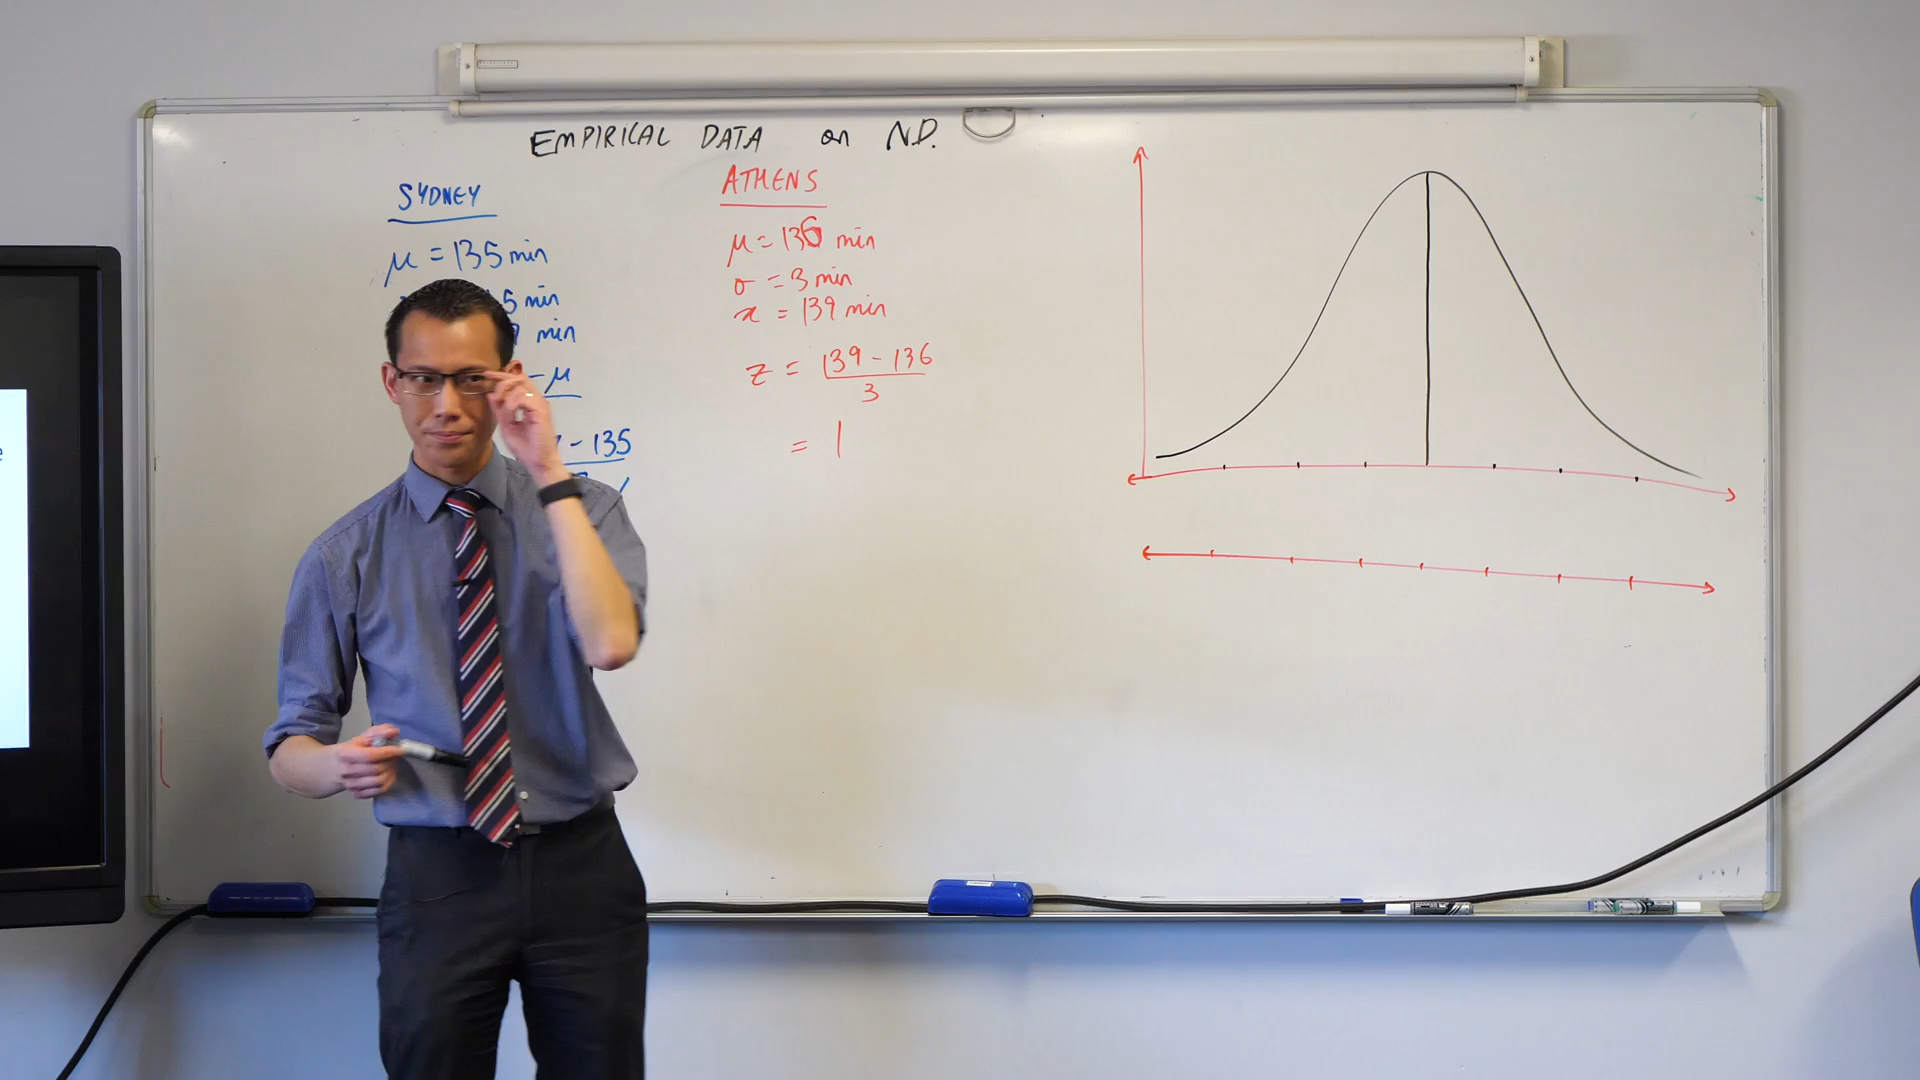 EMPIRICAL DATA on N.D.
SYDNEY
μ = 135 min
5 min
min
- μ
- 135
ATHENS
μ = 136 min
σ = 3 min
x = 139 min
z = 139 - 136
3
= 1
e